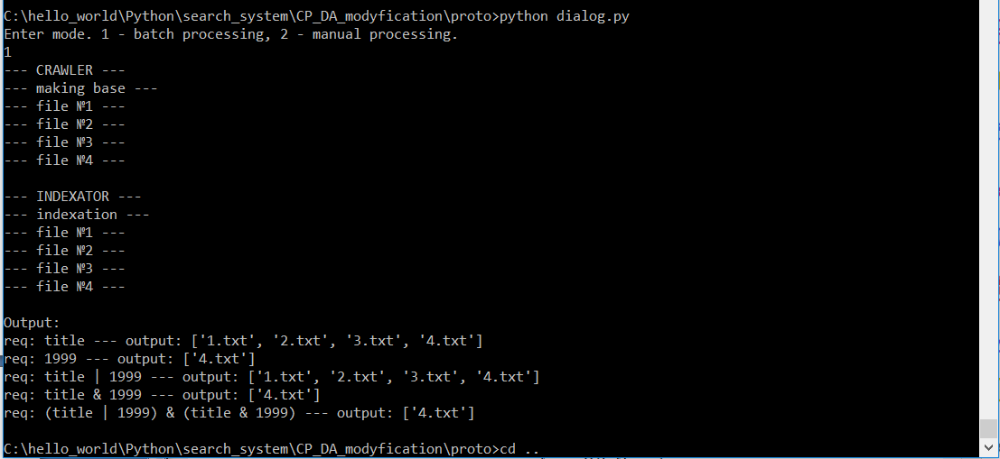 C:\hello_world\Python\search_system\CP_DA_modyfication\proto>python dialog.py
Enter mode. 1 - batch processing, 2 - manual processing.
1
--- CRAWLER ---
--- making base ---
--- file №1 ---
--- file №2 ---
--- file №3 ---
--- file №4 ---
--- INDEXATOR ---
--- indexation ---
--- file №1 ---
--- file №2 ---
--- file №3 ---
--- file №4 ---
Output:
req: title --- output: ['1.txt', '2.txt', '3.txt', '4.txt']
req: 1999 --- output: ['4.txt']
req: title | 1999 --- output: ['1.txt', '2.txt', '3.txt', '4.txt']
req: title & 1999 --- output: ['4.txt']
req: (title | 1999) & (title & 1999) --- output: ['4.txt']
C:\hello_world\Python\search_system\CP_DA_modyfication\proto>cd ..